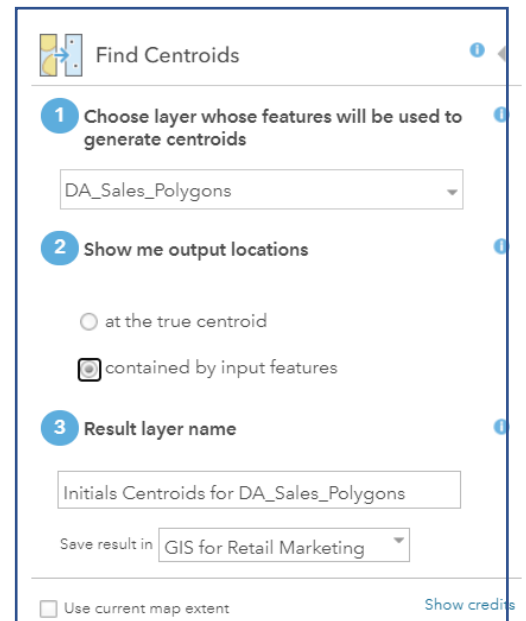 Find Centroids
1 Choose layer whose features will be used to
generate centroids
DA_Sales_Polygons
2 Show me output locations
at the true centroid
contained by input features
3 Result layer name
Initials Centroids for DA_Sales_Polygons
Save result in GIS for Retail Marketing
Use current map extent Show credits